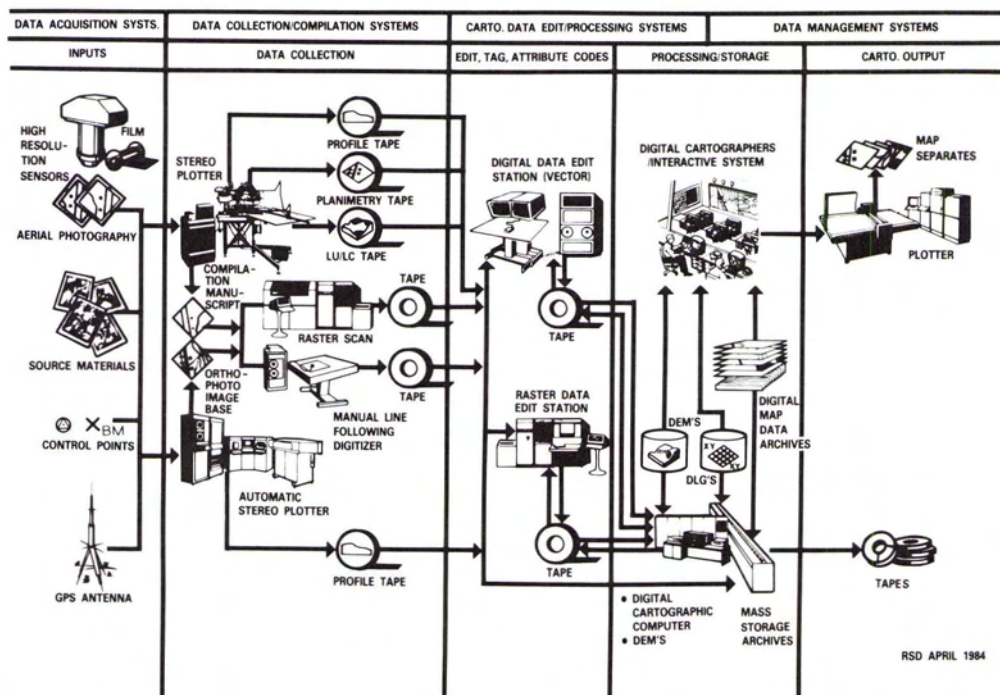 DATA ACQUISITION SYSTS.
DATA COLLECTION/COMPILATION SYSTEMS
CARTO. DATA EDIT/PROCESSING SYSTEMS
DATA MANAGEMENT SYSTEMS
INPUTS
DATA COLLECTION
EDIT, TAG, ATTRIBUTE CODES
PROCESSING/STORAGE
CARTO. OUTPUT
HIGH
RESOLU-
TION
SENSORS
FILM
AERIAL PHOTOGRAPHY
SOURCE MATERIALS
BM
CONTROL POINTS
GPS ANTENNA
STEREO
PLOTTER
PROFILE TAPE
PLANIMETRY TAPE
LU/LC TAPE
COMPILA-
TION
MANU-
SCRIPT
RASTER SCAN
TAPE
ORTHO-
PHOTO
IMAGE
BASE
MANUAL LINE
FOLLOWING
DIGITIZER
TAPE
AUTOMATIC
STEREO PLOTTER
PROFILE TAPE
DIGITAL DATA EDIT
STATION (VECTOR)
TAPE
RASTER DATA
EDIT STATION
TAPE
DIGITAL CARTOGRAPHERS
/INTERACTIVE SYSTEM
DIGITAL
MAP
DATA
ARCHIVES
DEM'S
XY
XY
DLG'S
• DIGITAL
CARTOGRAPHIC
COMPUTER
• DEM'S
MASS
STORAGE
ARCHIVES
MAP
SEPARATES
PLOTTER
TAPES
RSD APRIL 1984